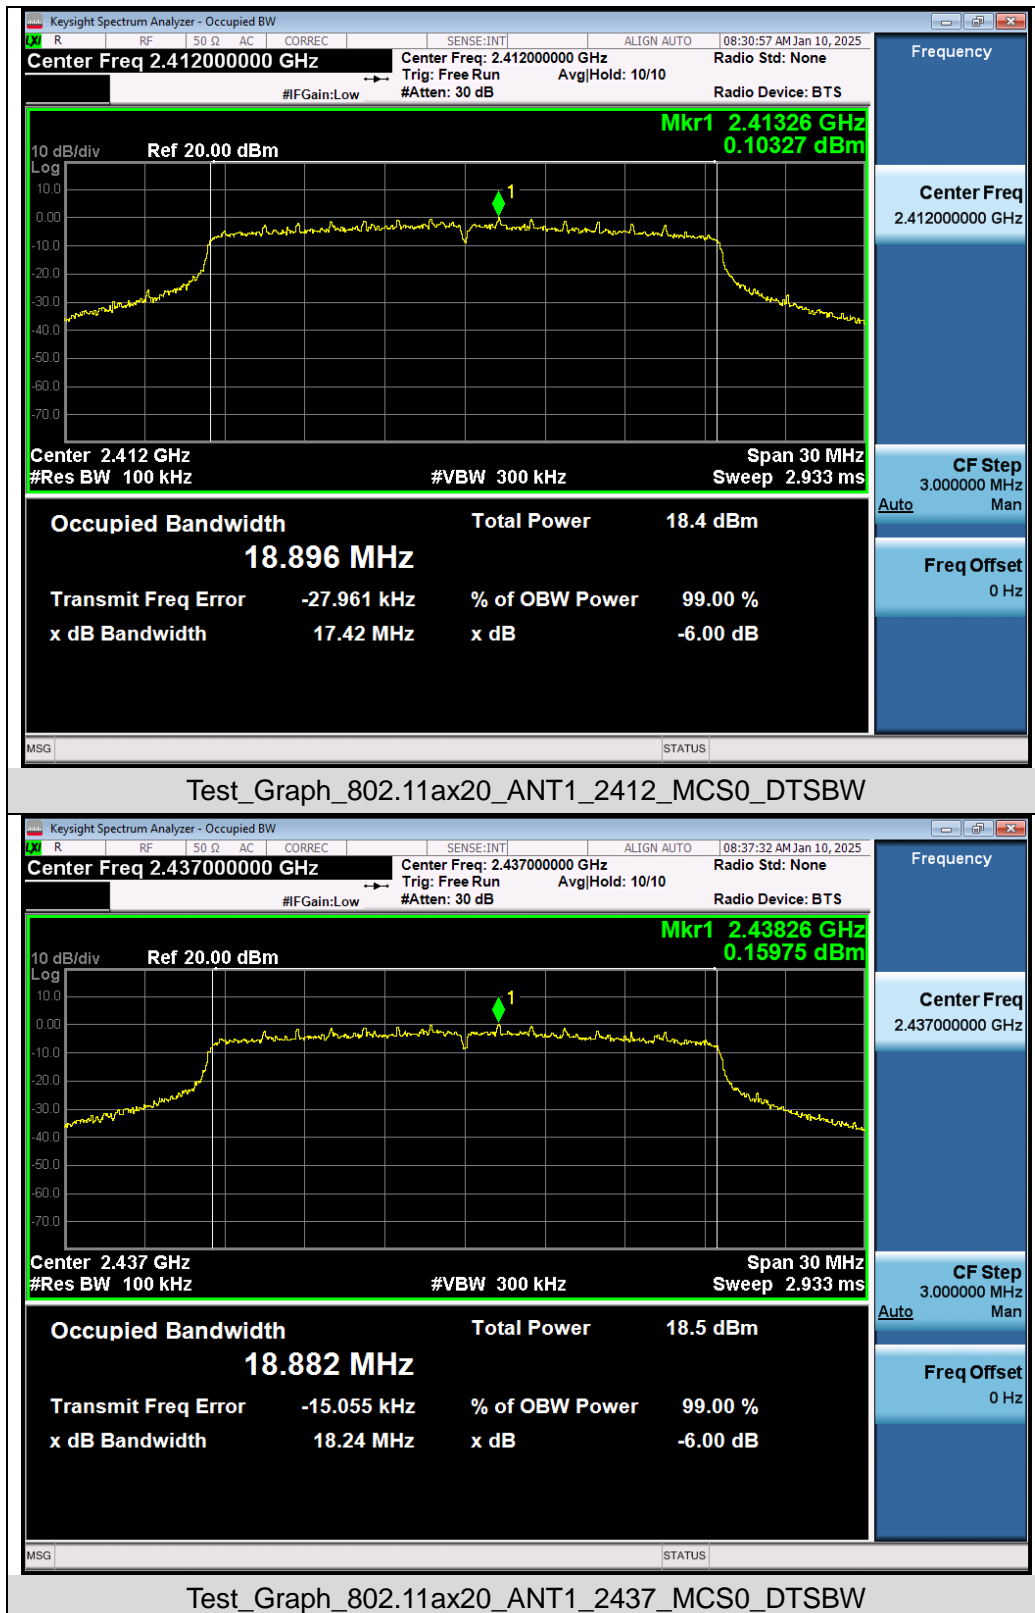 Keysight Spectrum Analyzer - Occupied BW
LXI R RF 50 Ω AC CORREC SENSE:INT ALIGN AUTO 08:30:57 AM Jan 10, 2025
Center Freq 2.412000000 GHz Center Freq: 2.412000000 GHz Radio Std: None Frequency
Trig: Free Run Avg|Hold: 10/10
#IFGain:Low #Atten: 30 dB Radio Device: BTS
Mkr1 2.41326 GHz
10 dB/div Ref 20.00 dBm 0.10327 dBm
Log
10.0
0.00
-10.0
-20.0
-30.0
-40.0
-50.0
-60.0
-70.0
1
Center Freq
2.412000000 GHz
Center 2.412 GHz Span 30 MHz
#Res BW 100 kHz #VBW 300 kHz Sweep 2.933 ms
CF Step
3.000000 MHz
Auto Man
Occupied Bandwidth Total Power 18.4 dBm
18.896 MHz
Freq Offset
0 Hz
Transmit Freq Error -27.961 kHz % of OBW Power 99.00 %
x dB Bandwidth 17.42 MHz x dB -6.00 dB
MSG STATUS
Test_Graph_802.11ax20_ANT1_2412_MCS0_DTSBW
Keysight Spectrum Analyzer - Occupied BW
LXI R RF 50 Ω AC CORREC SENSE:INT ALIGN AUTO 08:37:32 AM Jan 10, 2025
Center Freq 2.437000000 GHz Center Freq: 2.437000000 GHz Radio Std: None Frequency
Trig: Free Run Avg|Hold: 10/10
#IFGain:Low #Atten: 30 dB Radio Device: BTS
Mkr1 2.43826 GHz
10 dB/div Ref 20.00 dBm 0.15975 dBm
Log
10.0
0.00
-10.0
-20.0
-30.0
-40.0
-50.0
-60.0
-70.0
1
Center Freq
2.437000000 GHz
Center 2.437 GHz Span 30 MHz
#Res BW 100 kHz #VBW 300 kHz Sweep 2.933 ms
CF Step
3.000000 MHz
Auto Man
Occupied Bandwidth Total Power 18.5 dBm
18.882 MHz
Freq Offset
0 Hz
Transmit Freq Error -15.055 kHz % of OBW Power 99.00 %
x dB Bandwidth 18.24 MHz x dB -6.00 dB
MSG STATUS
Test_Graph_802.11ax20_ANT1_2437_MCS0_DTSBW